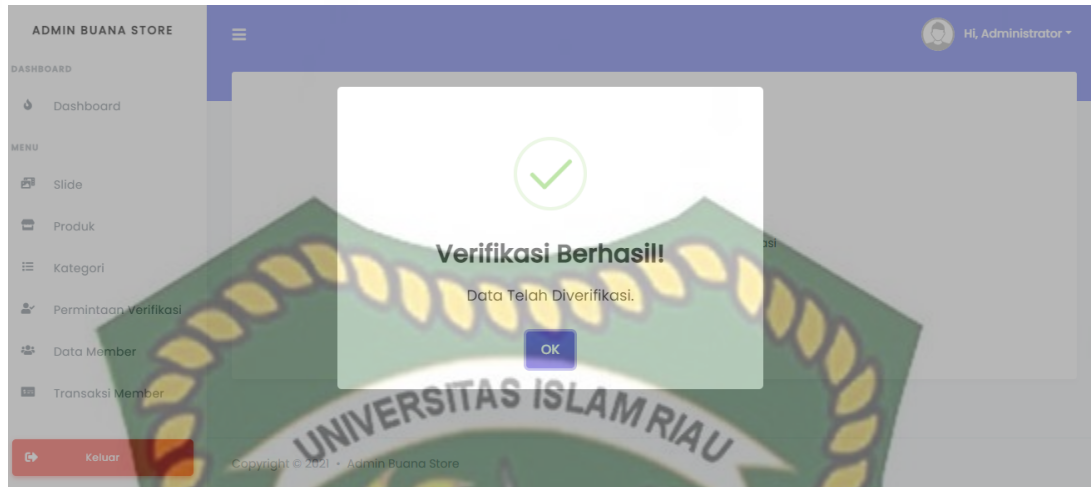 ADMIN BUANA STORE
Hi, Administrator
DASHBOARD
Dashboard
MENU
Slide
Produk
Kategori
Permintaan Verifikasi
Data Member
Transaksi Member
Keluar
Verifikasi Berhasil!
Data Telah Diverifikasi.
OK
UNIVERSITAS ISLAM RIAU
Copyright © 2021 • Admin Buana Store